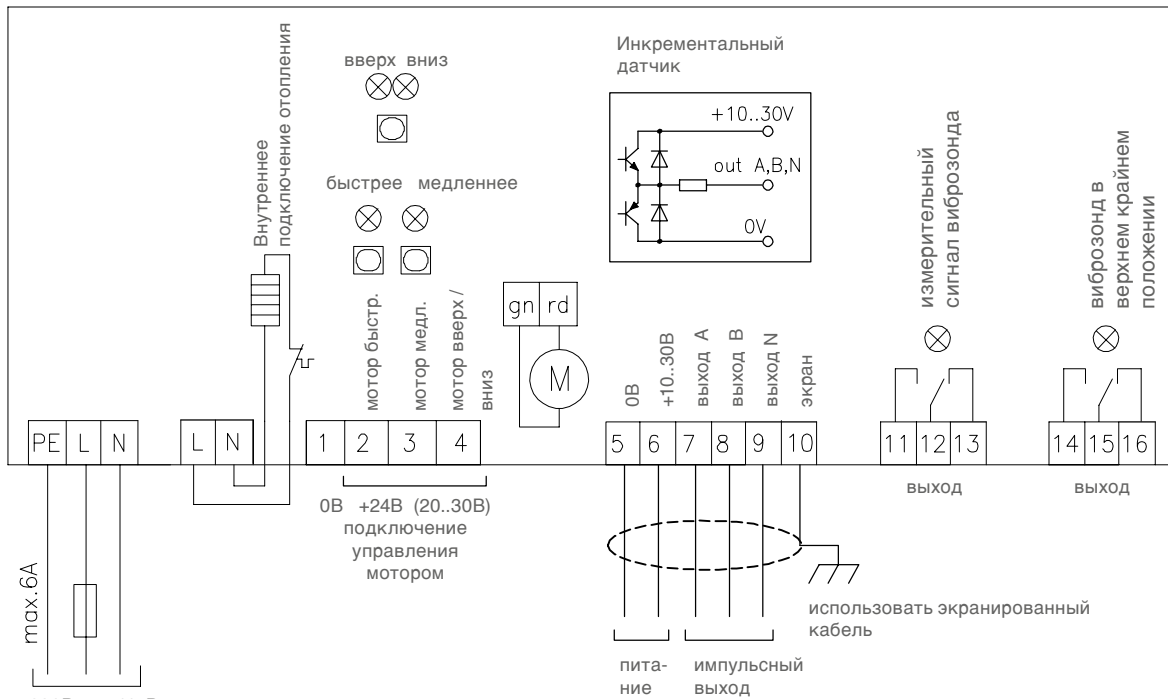 вверх вниз
быстрее медленнее
Внутреннее
подключение отопления
Инкрементальный
датчик
+10..30V
out A,B,N
0V
измерительный
сигнал виброзонда
виброзонд в
верхнем крайнем
положении
мотор быстр.
мотор медл.
мотор вверх /
вниз
gn rd
M
0В
+10..30В
выход A
выход B
выход N
экран
PE L N
L N
1 2 3 4
5 6 7 8 9 10
11 12 13
14 15 16
0В +24В (20..30В)
подключение
управления
мотором
выход
выход
max.6A
использовать экранированный
кабель
пита-
ние
импульсный
выход